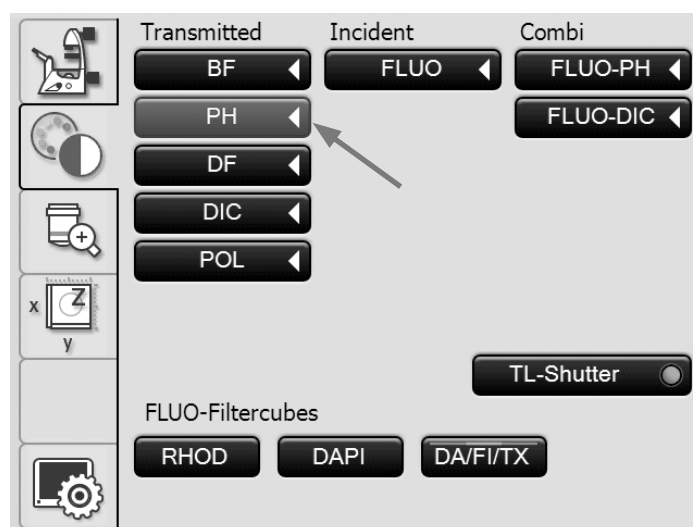 Transmitted Incident Combi
BF FLUO FLUO-PH
PH FLUO-DIC
DF
DIC
POL
x Z
y
TL-Shutter
FLUO-Filtercubes
RHOD DAPI DA/FI/TX